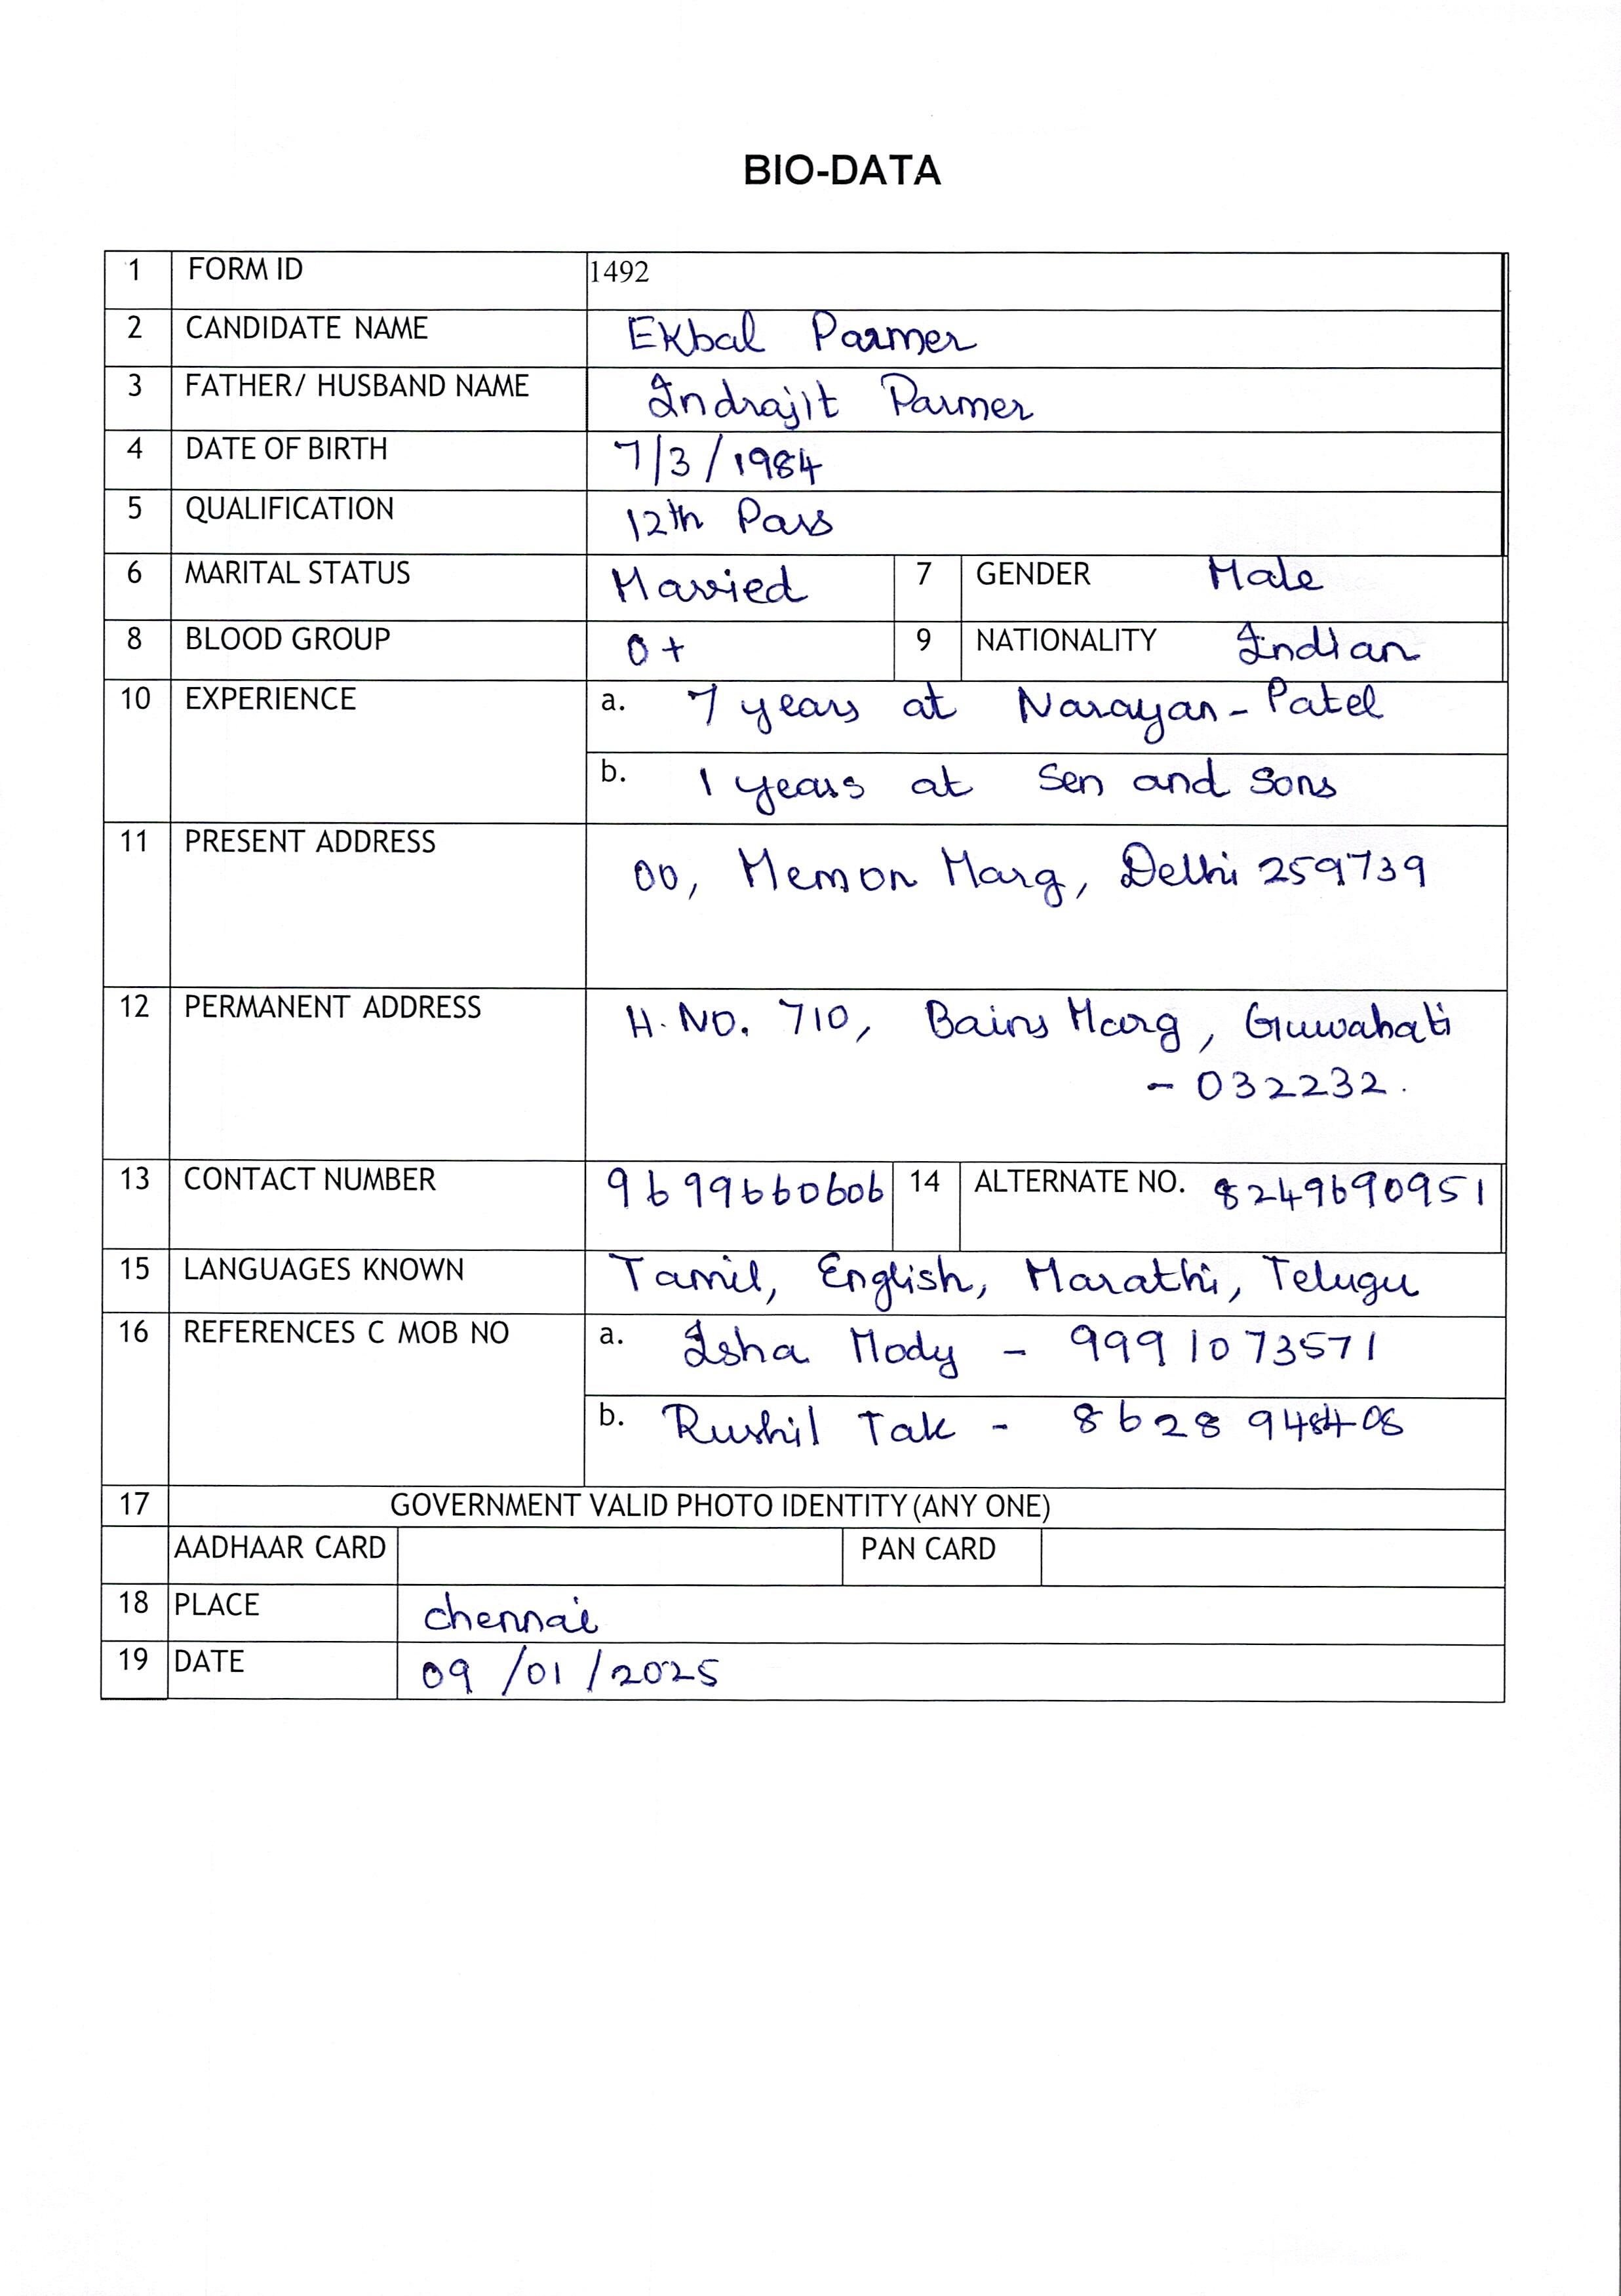 BIO-DATA
1 FORM ID 1492
2 CANDIDATE NAME Ekbal Parmer
3 FATHER/ HUSBAND NAME Indrajit Parmer
4 DATE OF BIRTH 7/3/1984
5 QUALIFICATION 12th Pass
6 MARITAL STATUS Married 7 GENDER Male
8 BLOOD GROUP O+ 9 NATIONALITY Indian
10 EXPERIENCE a. 7 years at Narayan-Patel
b. 1 years at Sen and Sons
11 PRESENT ADDRESS
00, Memon Marg, Delhi 259739
12 PERMANENT ADDRESS H.NO. 710, Bains Marg, Guwahati
- 032232.
13 CONTACT NUMBER 9699660606 14 ALTERNATE NO. 8249690951
15 LANGUAGES KNOWN Tamil, English, Marathi, Telugu
16 REFERENCES C MOB NO a. Isha Mody - 9991073571
b. Rushil Tak -
17 GOVERNMENT VALID PHOTO IDENTITY (ANY ONE)
AADHAAR CARD PAN CARD
18 PLACE chennai
19 DATE 09/01/2025